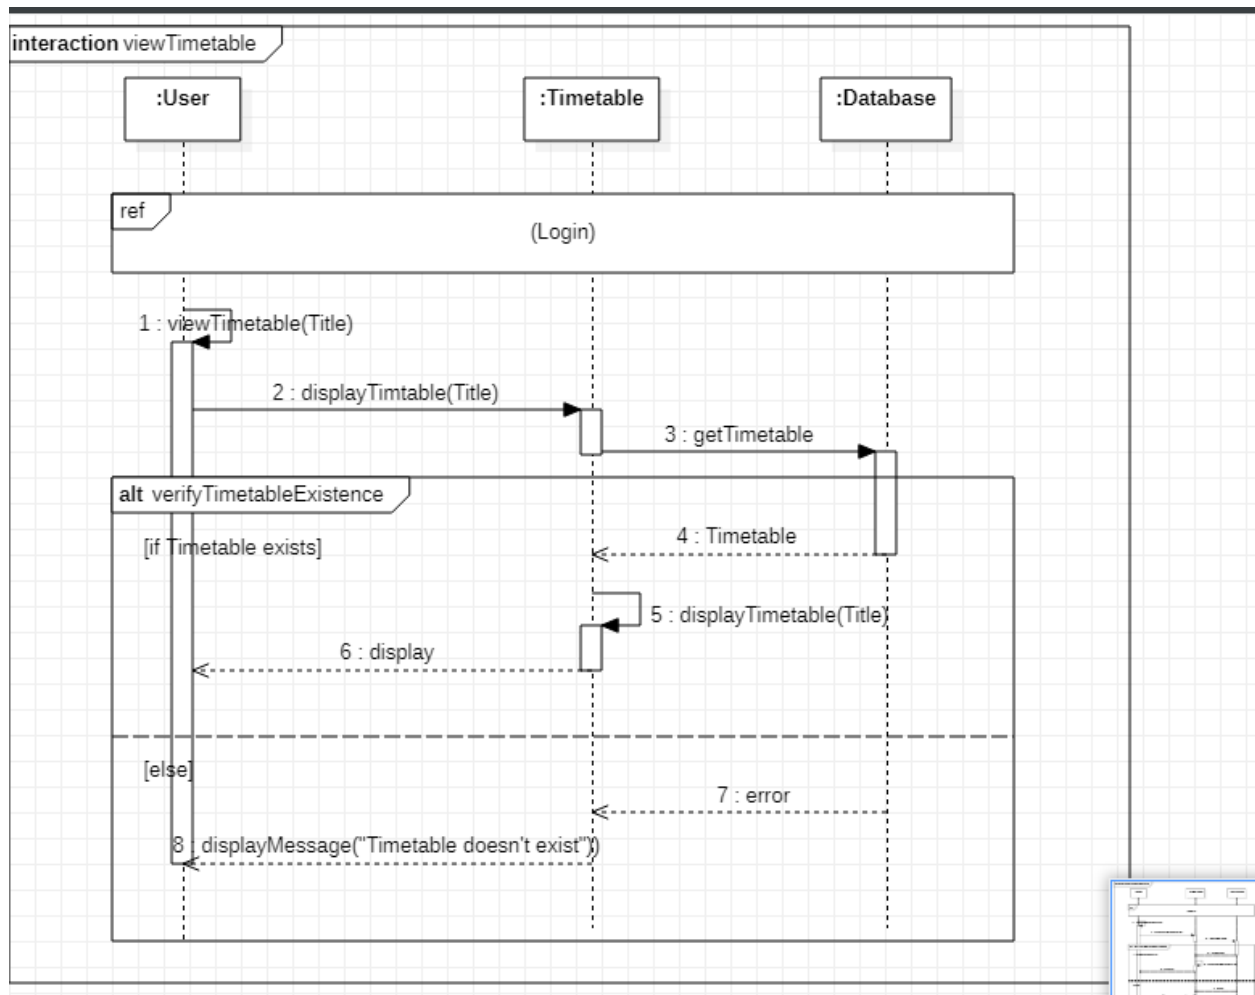 interaction viewTimetable
:User
:Timetable
:Database
ref
(Login)
1 : viewTimetable(Title)
2 : displayTimtable(Title)
3 : getTimetable
alt verifyTimetableExistence
[if Timetable exists]
4 : Timetable
5 : displayTimetable(Title)
6 : display
[else]
7 : error
8 : displayMessage("Timetable doesn't exist"))